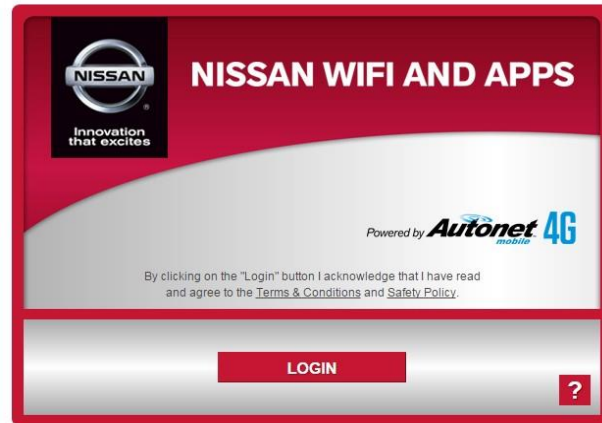 NISSAN
®
Innovation
that excites
NISSAN WIFI AND APPS
Powered by Autonet mobile 4G
By clicking on the "Login" button I acknowledge that I have read
and agree to the Terms & Conditions and Safety Policy.
LOGIN
?